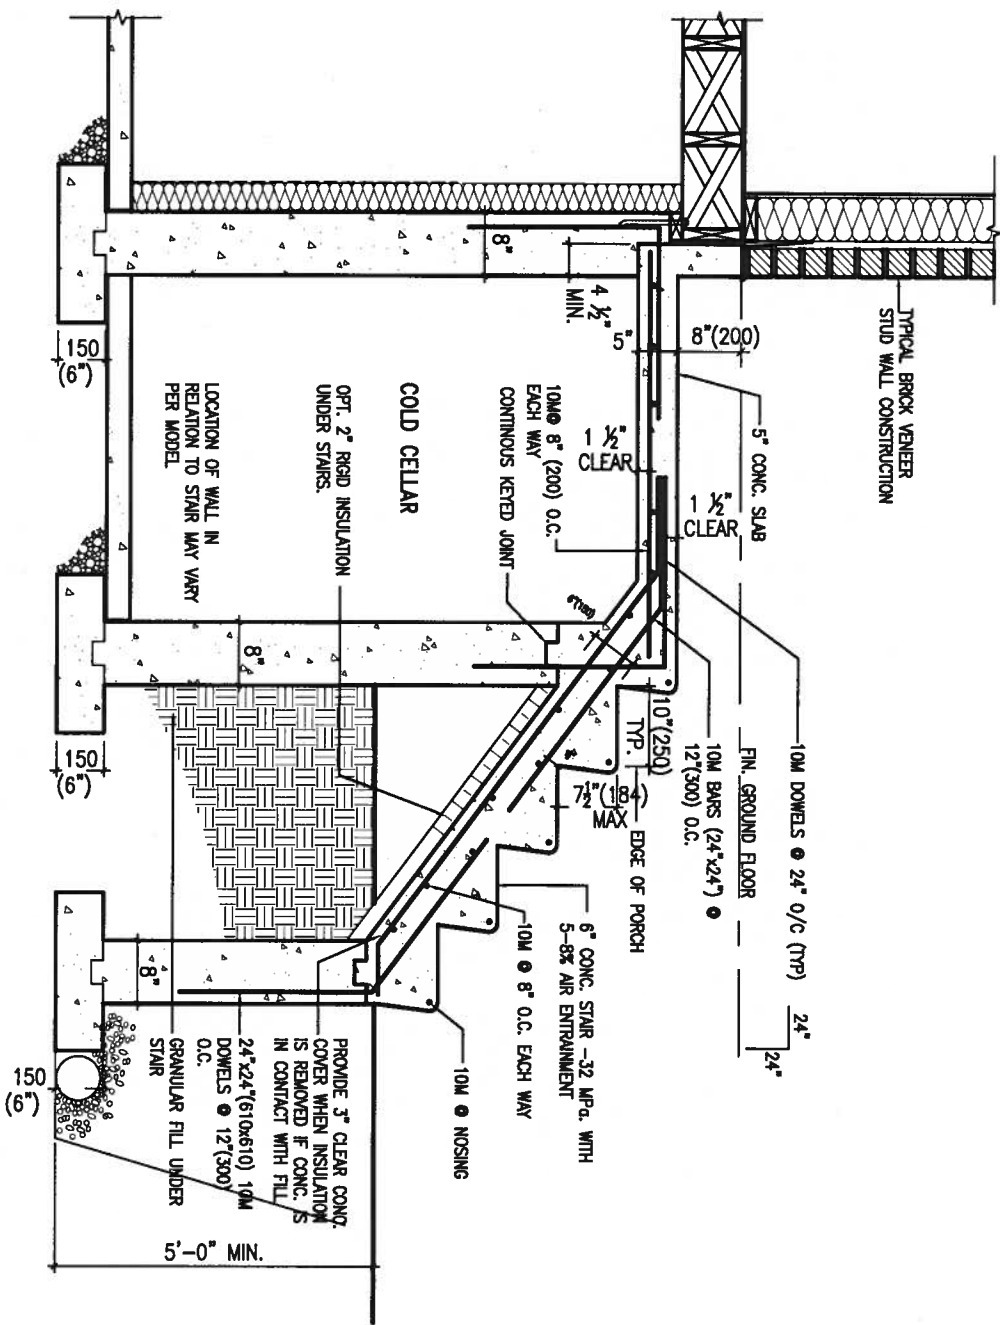 TYPICAL BRICK VENEER
STUD WALL CONSTRUCTION
8"(200)
5"
4 ½"
MIN.
8"
5" CONC. SLAB
1 ½"
CLEAR
1 ½"
CLEAR
10M DOWELS @ 24" O/C (TYP)
24"
24"
FIN. GROUND FLOOR
10M BARS (24"x24") @
12"(300) O.C.
10M@ 8" (200) O.C.
EACH WAY
CONTINOUS KEYED JOINT
COLD CELLAR
OPT. 2" RIGID INSULATION
UNDER STAIRS.
LOCATION OF WALL IN
RELATION TO STAIR MAY VARY
PER MODEL
150
(6")
6"(150)
10"(250)
TYP.
7½"(184)
MAX
EDGE OF PORCH
6" CONC. STAIR -32 MPa. WITH
5-8% AIR ENTRAINMENT
10M @ 8" O.C. EACH WAY
10M @ NOSING
8"
150
(6")
8"
PROVIDE 3" CLEAR CONC.
COVER WHEN INSULATION
IS REMOVED IF CONC. IS
IN CONTACT WITH FILL
24"x24"(610x610) 10M
DOWELS @ 12"(300)
O.C.
GRANULAR FILL UNDER
STAIR
150
(6")
5'-0" MIN.